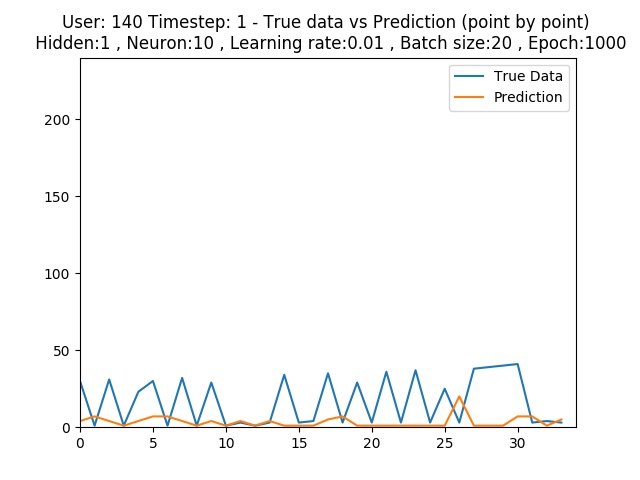 User: 140 Timestep: 1 - True data vs Prediction (point by point)
Hidden:1 , Neuron:10 , Learning rate:0.01 , Batch size:20 , Epoch:1000
True Data
Prediction
200
150
100
50
0
0 5 10 15 20 25 30